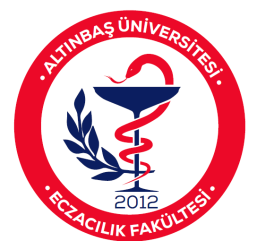 • ALTINBAŞ ÜNİVERSİTESİ •
2012
• ECZACILIK FAKÜLTESİ •